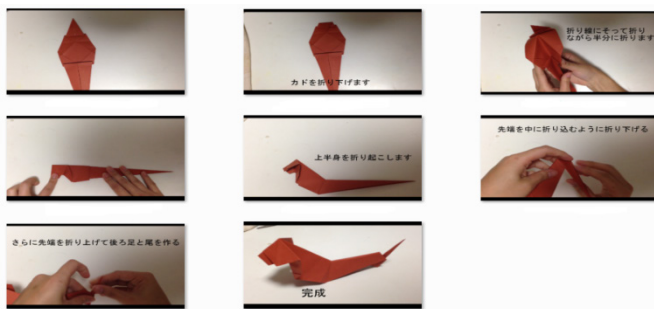 カドを折り下げます
折り線にそって折り
ながら半分に折ります
上半身を折り起こします
先端を中に折り込むように折り下げる
さらに先端を折り上げて後ろ足と尾を作る
完成